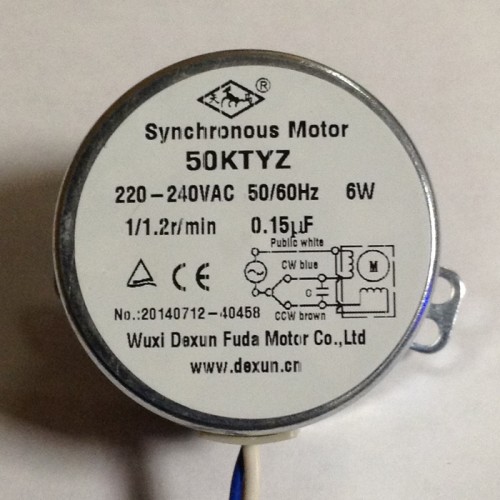 ®
Synchronous Motor
50KTYZ
220-240VAC 50/60Hz 6W
1/1.2r/min 0.15µF
Public white
CW blue
M
C
CCW brown
CE
No.:20140712-40458
Wuxi Dexun Fuda Motor Co.,Ltd
www.dexun.cn